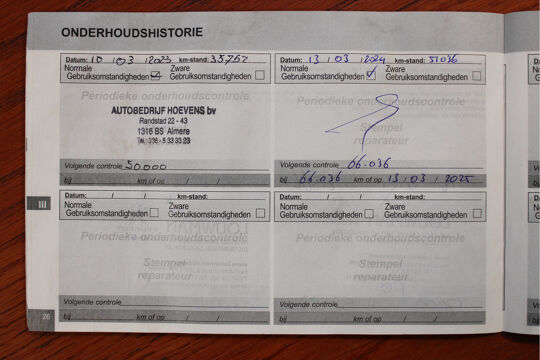 ONDERHOUDSHISTORIE
Datum: 10 / 03 / 2023 km-stand: 35757
Normale Zware
Gebruiksomstandigheden Gebruiksomstandigheden
Periodieke onderhoudscontrole
AUTOBEDRIJF HOEVENS bv
Randstad 22 - 43
1316 BS Almere
Tel.: 036 - 5 33 33 23
Volgende controle 50000
bij km of op / /
Datum: 13 / 03 / 2024 km-stand: 51036
Normale Zware
Gebruiksomstandigheden Gebruiksomstandigheden
Periodieke onderhoudscontrole
Stempel
reparateur
Volgende controle 66.036
bij 66.036 km of op 13 / 03 / 2025
III
Datum: / / km-stand:
Normale Zware
Gebruiksomstandigheden Gebruiksomstandigheden
Periodieke onderhoudscontrole
Stempel
reparateur
Volgende controle
bij km of op / /
Datum: / / km-stand:
Normale Zware
Gebruiksomstandigheden Gebruiksomstandigheden
Periodieke onderhoudscontrole
Stempel
reparateur
Volgende controle
bij km of op / /
26